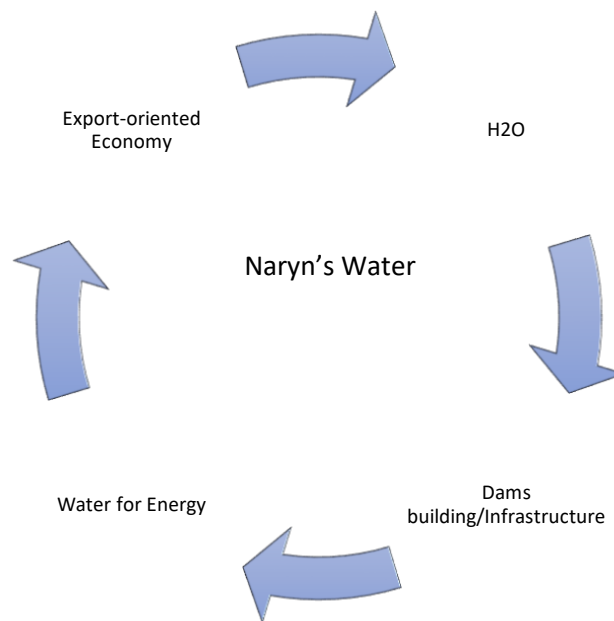 Export-oriented
Economy
H2O
Naryn's Water
Water for Energy
Dams
building/Infrastructure